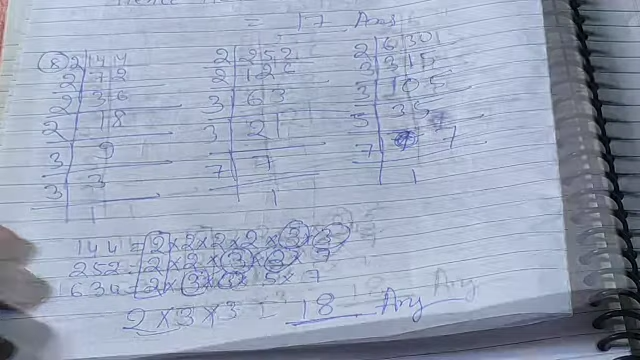 = 17 Ans
(8) 2 | 144   2 | 252   2 | 630
2 | 72   2 | 126   3 | 315
2 | 36   3 | 63   3 | 105
2 | 18   3 | 21   5 | 35
3 | 9   7 | 7   7 | 7
3 | 3   1   1
1
144 = 2×2×2×2×3×3
252 = 2×2×3×3×7
630 = 2×3×3×5×7
2×3×3 18 Ans Ans